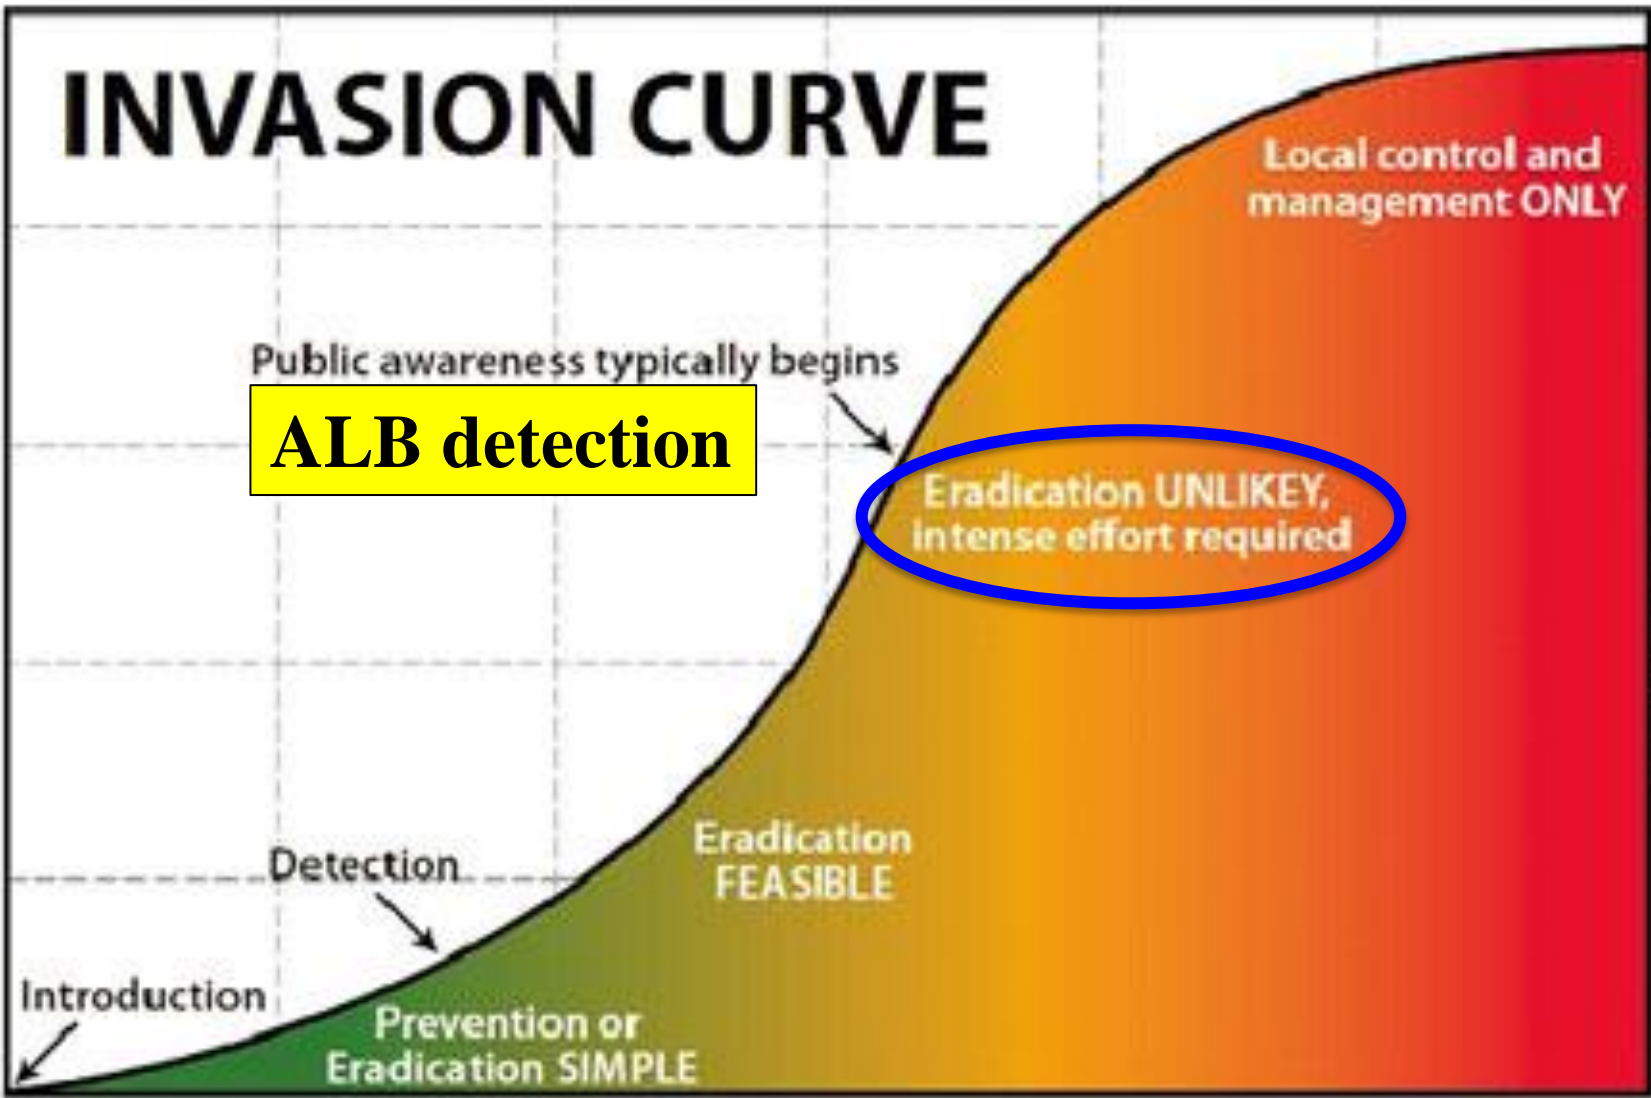 INVASION CURVE
Local control and
management ONLY
Public awareness typically begins
ALB detection
Eradication UNLIKEY,
intense effort required
Eradication
FEASIBLE
Detection
Introduction
Prevention or
Eradication SIMPLE